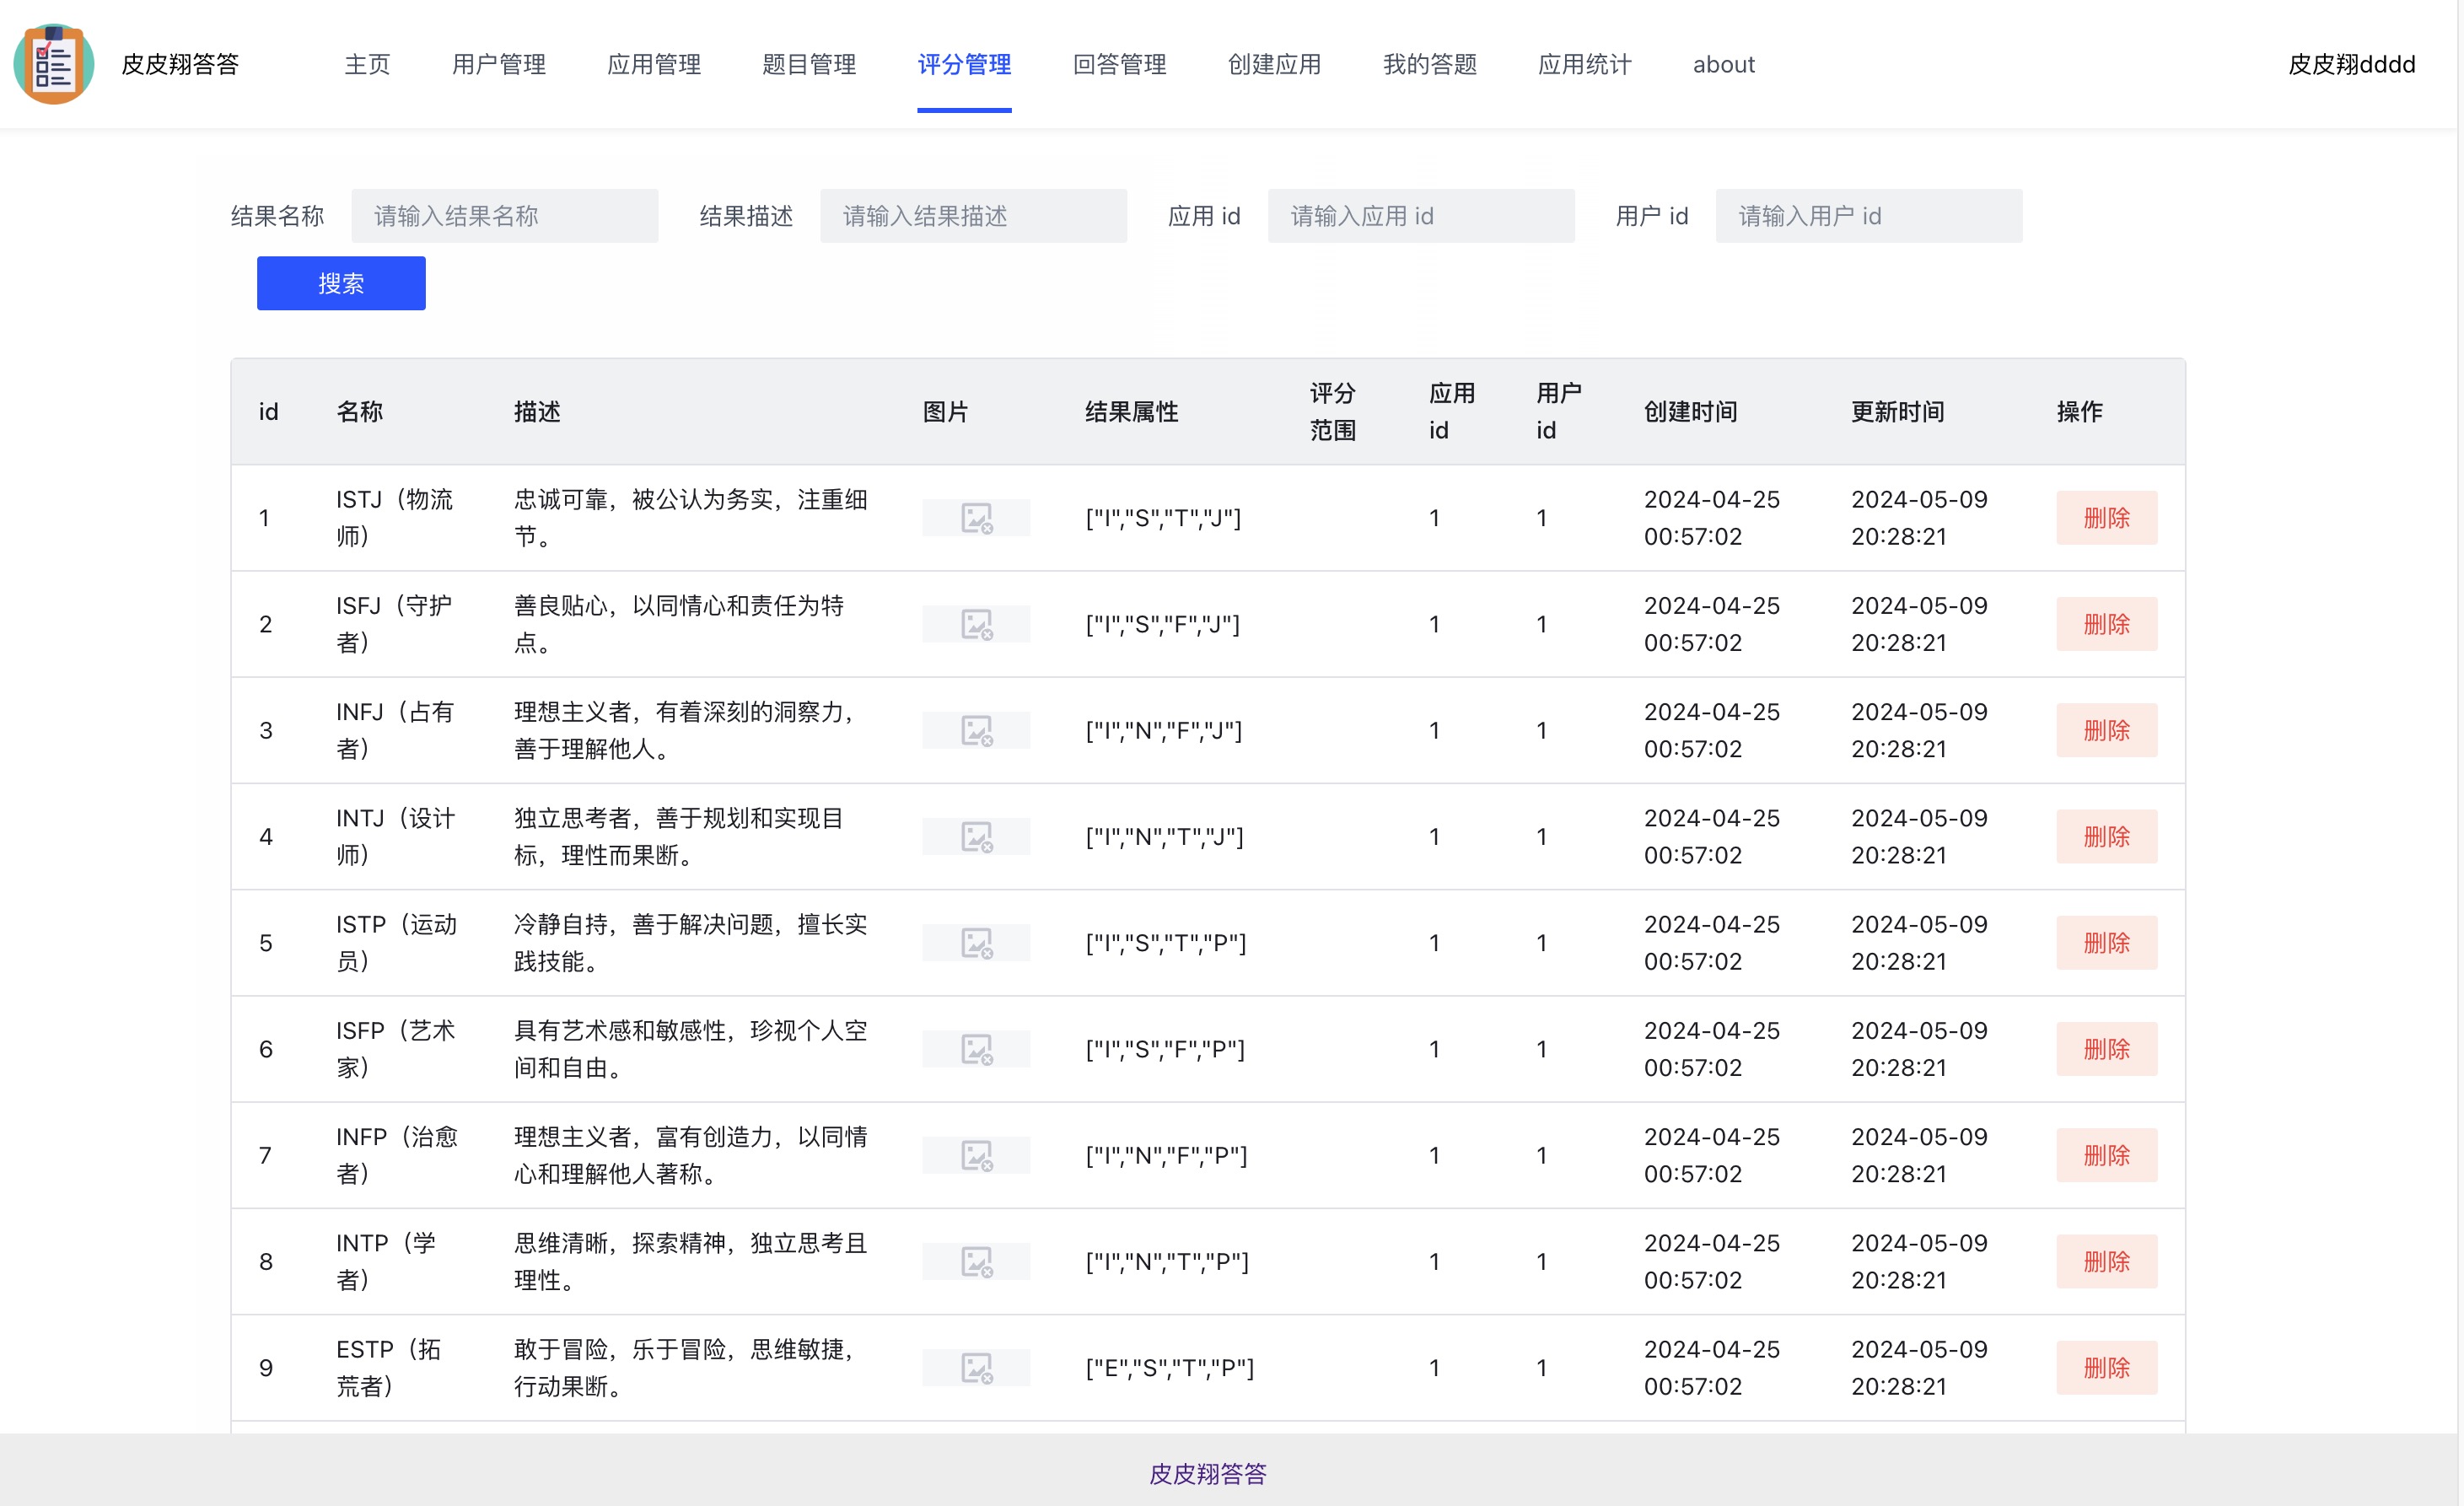 皮皮翔答答 主页 用户管理 应用管理 题目管理 评分管理 回答管理 创建应用 我的答题 应用统计 about 皮皮翔dddd
结果名称 请输入结果名称 结果描述 请输入结果描述 应用 id 请输入应用 id 用户 id 请输入用户 id
搜索
id 名称 描述 图片 结果属性 评分范围 应用 id 用户 id 创建时间 更新时间 操作
1 ISTJ（物流师） 忠诚可靠，被公认为务实，注重细节。 ["I","S","T","J"] 1 1 2024-04-25 00:57:02 2024-05-09 20:28:21 删除
2 ISFJ（守护者） 善良贴心，以同情心和责任为特点。 ["I","S","F","J"] 1 1 2024-04-25 00:57:02 2024-05-09 20:28:21 删除
3 INFJ（占有者） 理想主义者，有着深刻的洞察力，善于理解他人。 ["I","N","F","J"] 1 1 2024-04-25 00:57:02 2024-05-09 20:28:21 删除
4 INTJ（设计师） 独立思考者，善于规划和实现目标，理性而果断。 ["I","N","T","J"] 1 1 2024-04-25 00:57:02 2024-05-09 20:28:21 删除
5 ISTP（运动员） 冷静自持，善于解决问题，擅长实践技能。 ["I","S","T","P"] 1 1 2024-04-25 00:57:02 2024-05-09 20:28:21 删除
6 ISFP（艺术家） 具有艺术感和敏感性，珍视个人空间和自由。 ["I","S","F","P"] 1 1 2024-04-25 00:57:02 2024-05-09 20:28:21 删除
7 INFP（治愈者） 理想主义者，富有创造力，以同情心和理解他人著称。 ["I","N","F","P"] 1 1 2024-04-25 00:57:02 2024-05-09 20:28:21 删除
8 INTP（学者） 思维清晰，探索精神，独立思考且理性。 ["I","N","T","P"] 1 1 2024-04-25 00:57:02 2024-05-09 20:28:21 删除
9 ESTP（拓荒者） 敢于冒险，乐于冒险，思维敏捷，行动果断。 ["E","S","T","P"] 1 1 2024-04-25 00:57:02 2024-05-09 20:28:21 删除
皮皮翔答答